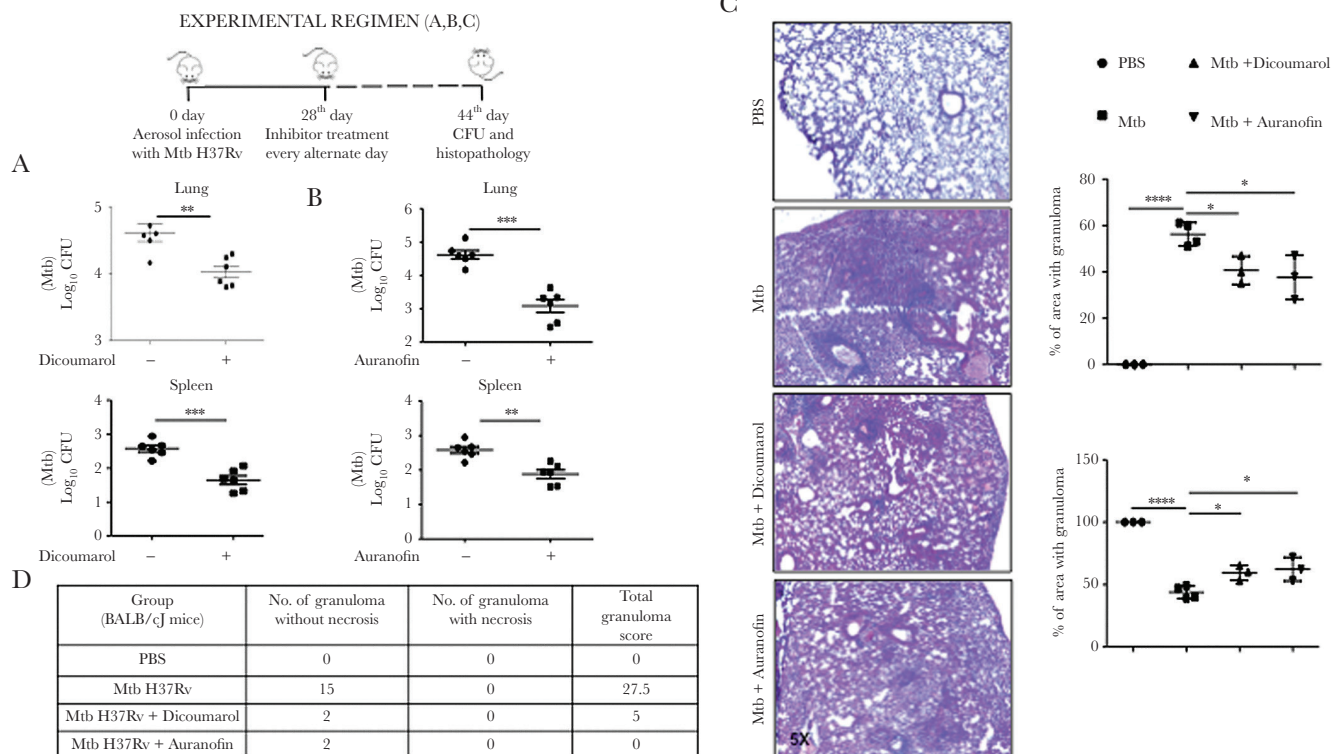 EXPERIMENTAL REGIMEN (A,B,C)
0 day
Aerosol infection
with Mtb H37Rv
28th day
Inhibitor treatment
every alternate day
44th day
CFU and
histopathology
A
Lung
**
(Mtb)
Log10 CFU
5
4
3
Dicoumarol – +
Spleen
***
(Mtb)
Log10 CFU
4
3
2
1
0
Dicoumarol – +
B
Lung
***
(Mtb)
Log10 CFU
6
5
4
3
2
Auranofin – +
Spleen
**
(Mtb)
Log10 CFU
4
3
2
1
0
Auranofin – +
C
PBS
Mtb
Mtb + Dicoumarol
Mtb + Auranofin
5X
PBS
Mtb +Dicoumarol
Mtb
Mtb + Auranofin
% of area with granuloma
80
60
40
20
0
****
*
*
% of area with granuloma
150
100
50
0
****
*
*
D
Group
(BALB/cJ mice)
No. of granuloma
without necrosis
No. of granuloma
with necrosis
Total
granuloma
score
PBS 0 0 0
Mtb H37Rv 15 0 27.5
Mtb H37Rv + Dicoumarol 2 0 5
Mtb H37Rv + Auranofin 2 0 0